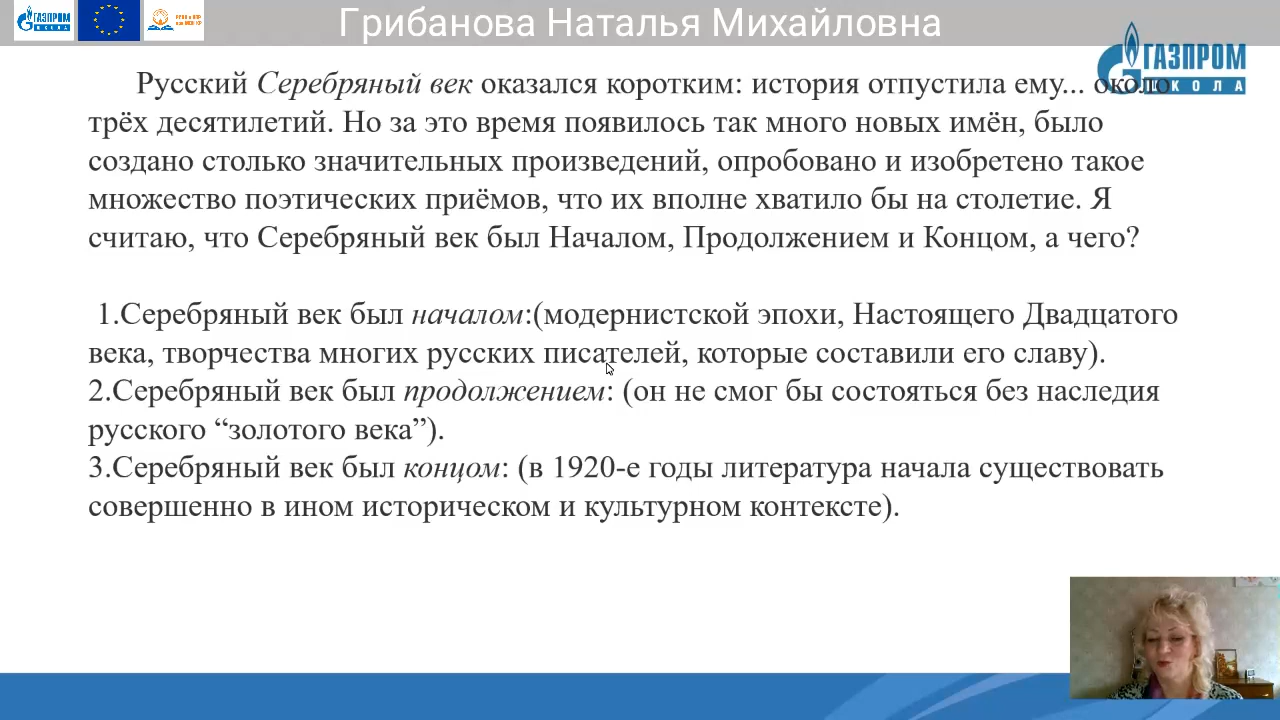 ГАЗПРОМ
ШКОЛА
Грибанова Наталья Михайловна
ГАЗПРОМ
ШКОЛА
Русский Серебряный век оказался коротким: история отпустила ему... около
трёх десятилетий. Но за это время появилось так много новых имён, было
создано столько значительных произведений, опробовано и изобретено такое
множество поэтических приёмов, что их вполне хватило бы на столетие. Я
считаю, что Серебряный век был Началом, Продолжением и Концом, а чего?
1.Серебряный век был началом:(модернистской эпохи, Настоящего Двадцатого
века, творчества многих русских писателей, которые составили его славу).
2.Серебряный век был продолжением: (он не смог бы состояться без наследия
русского “золотого века”).
3.Серебряный век был концом: (в 1920-е годы литература начала существовать
совершенно в ином историческом и культурном контексте).